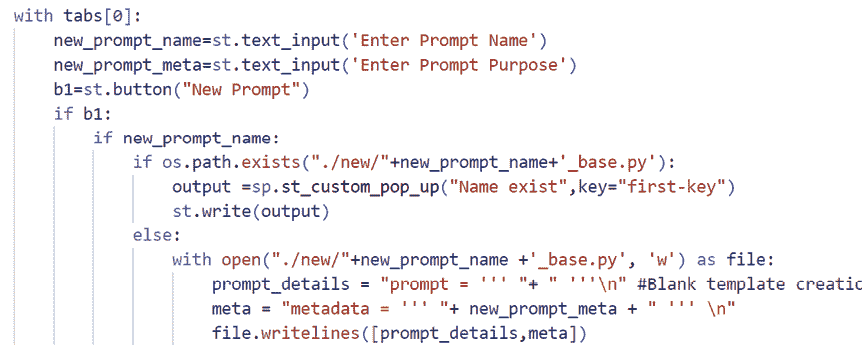 with tabs[0]:
new_prompt_name=st.text_input('Enter Prompt Name')
new_prompt_meta=st.text_input('Enter Prompt Purpose')
b1=st.button("New Prompt")
if b1:
if new_prompt_name:
if os.path.exists("./new/"+new_prompt_name+'_base.py'):
output =sp.st_custom_pop_up("Name exist",key="first-key")
st.write(output)
else:
with open("./new/"+new_prompt_name +'_base.py', 'w') as file:
prompt_details = "prompt = ''' "+ " '''\n" #Blank template creatic
meta = "metadata = ''' "+ new_prompt_meta + " ''' \n"
file.writelines([prompt_details,meta])